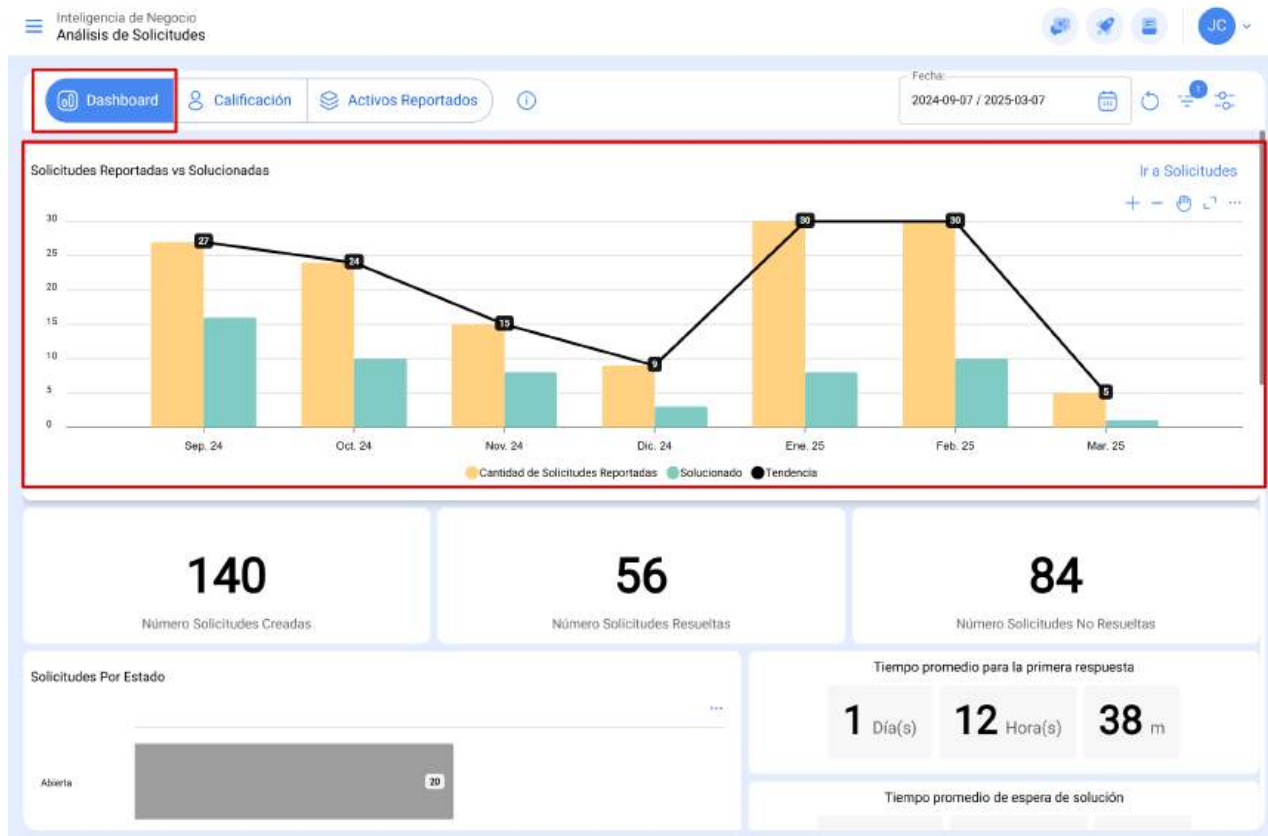 Inteligencia de Negocio
Análisis de Solicitudes
JC
Dashboard
Calificación
Activos Reportados
Fecha:
2024-09-07 / 2025-03-07
1
Solicitudes Reportadas vs Solucionadas
Ir a Solicitudes
30
25
20
15
10
5
0
27
24
15
9
30
30
5
Sep. 24
Oct. 24
Nov. 24
Dic. 24
Ene. 25
Feb. 25
Mar. 25
Cantidad de Solicitudes Reportadas Solucionado Tendencia
140
Número Solicitudes Creadas
56
Número Solicitudes Resueltas
84
Número Solicitudes No Resueltas
Solicitudes Por Estado
Abierta
20
Tiempo promedio para la primera respuesta
1 Día(s) 12 Hora(s) 38 m
Tiempo promedio de espera de solución